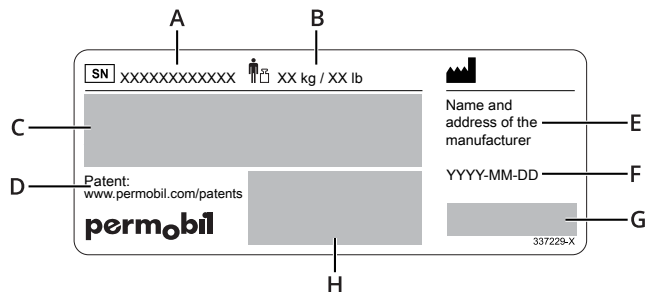 A
B
SN XXXXXXXXXXXX XX kg / XX lb
C
Name and
address of the
manufacturer
E
D
Patent:
www.permobil.com/patents
YYYY-MM-DD
F
permobil
G
337229-X
H